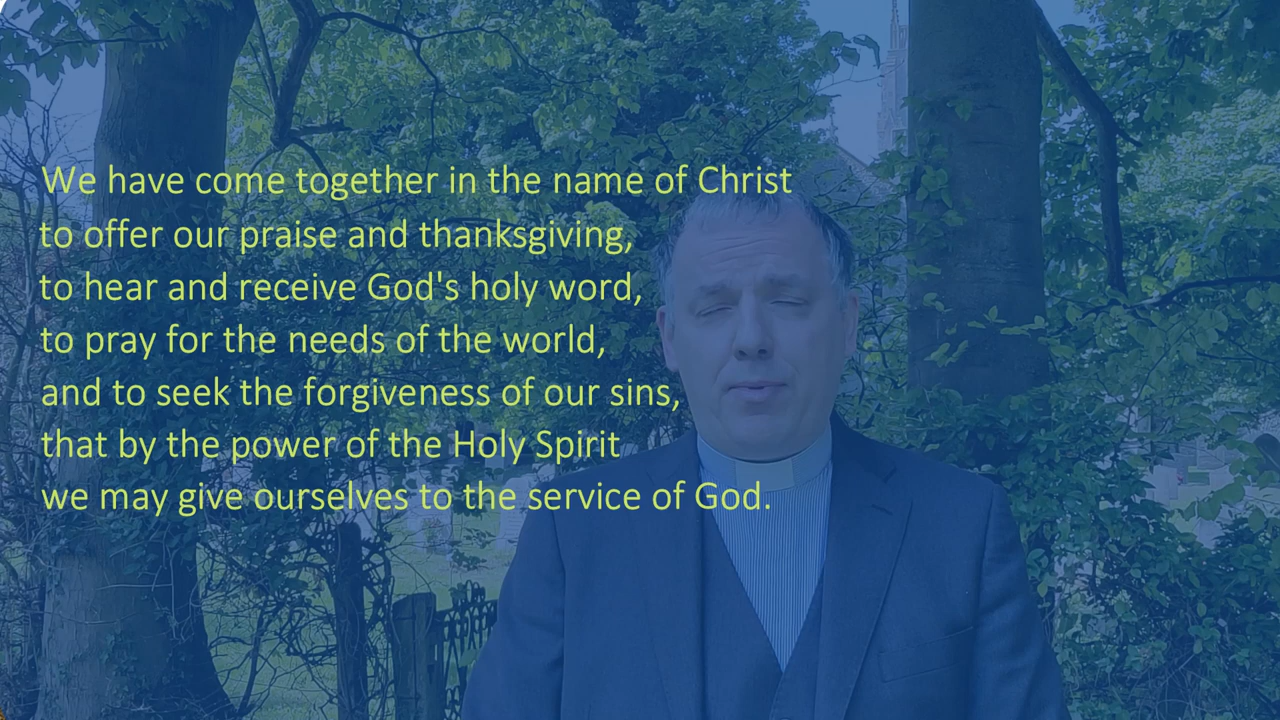 We have come together in the name of Christ
to offer our praise and thanksgiving,
to hear and receive God's holy word,
to pray for the needs of the world,
and to seek the forgiveness of our sins,
that by the power of the Holy Spirit
we may give ourselves to the service of God.